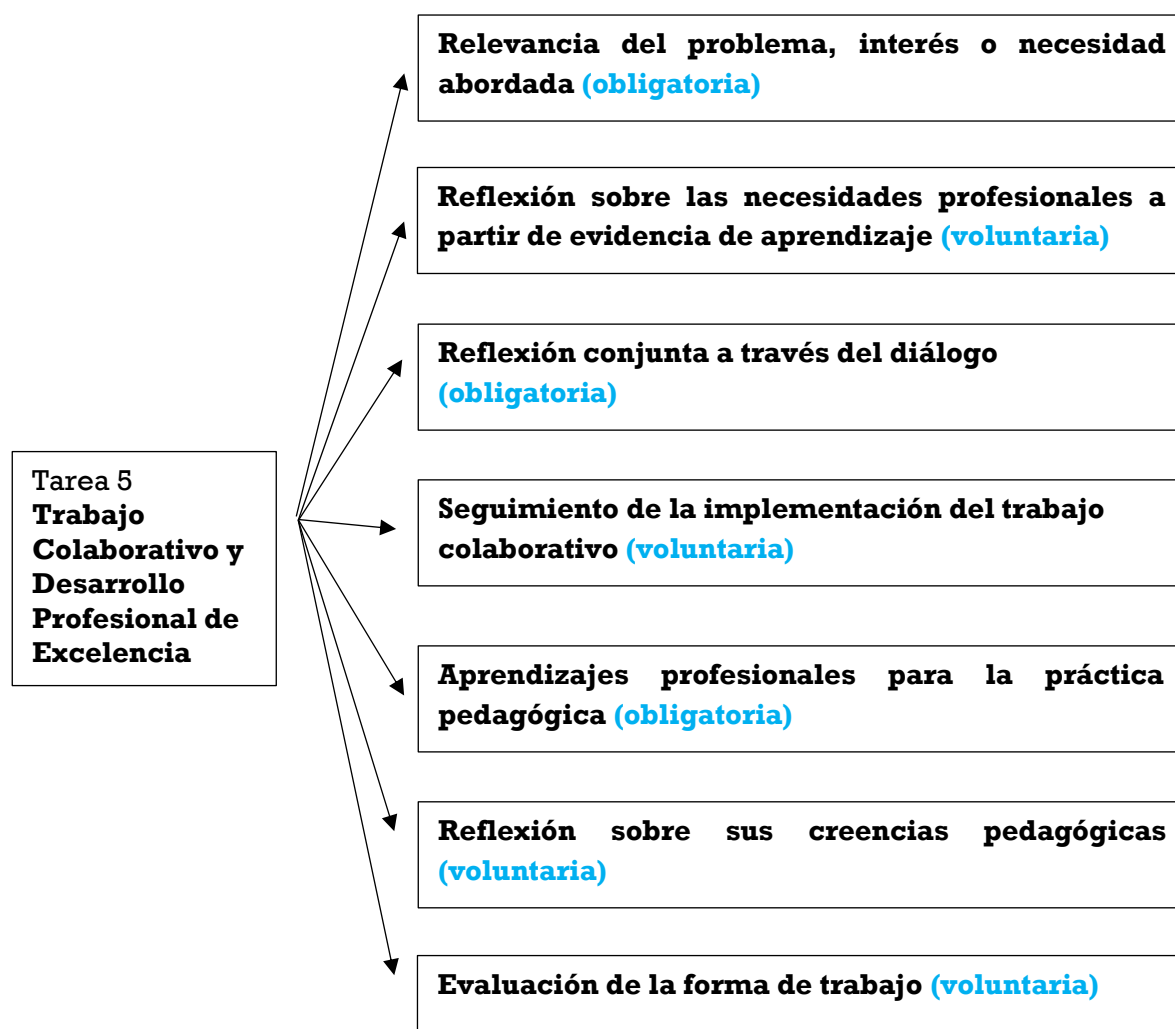 Relevancia del problema, interés o necesidad
abordada (obligatoria)
Reflexión sobre las necesidades profesionales a
partir de evidencia de aprendizaje (voluntaria)
Reflexión conjunta a través del diálogo
(obligatoria)
Tarea 5
Trabajo
Colaborativo y
Desarrollo
Profesional de
Excelencia
Seguimiento de la implementación del trabajo
colaborativo (voluntaria)
Aprendizajes profesionales para la práctica
pedagógica (obligatoria)
Reflexión sobre sus creencias pedagógicas
(voluntaria)
Evaluación de la forma de trabajo (voluntaria)